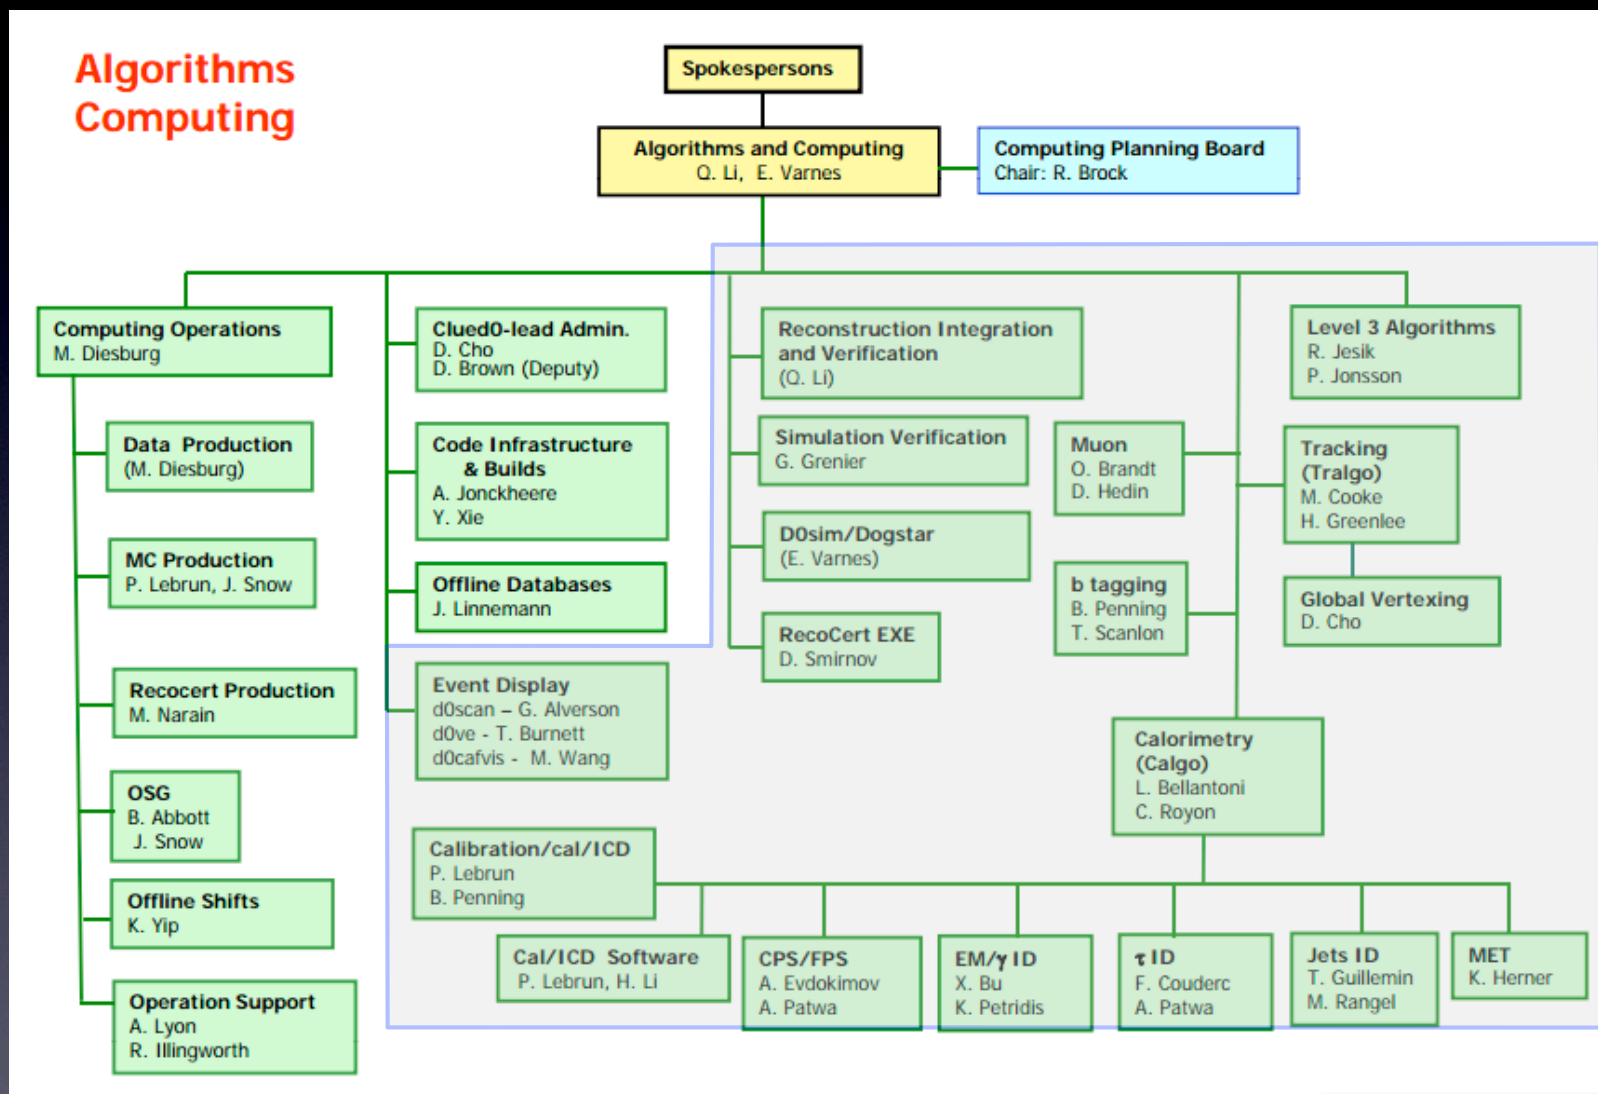 Algorithms
Computing
Spokespersons
Algorithms and Computing
Q. Li, E. Varnes
Computing Planning Board
Chair: R. Brock
Computing Operations
M. Diesburg
Data Production
(M. Diesburg)
MC Production
P. Lebrun, J. Snow
Recocert Production
M. Narain
OSG
B. Abbott
J. Snow
Offline Shifts
K. Yip
Operation Support
A. Lyon
R. Illingworth
Clued0-lead Admin.
D. Cho
D. Brown (Deputy)
Code Infrastructure
& Builds
A. Jonckheere
Y. Xie
Offline Databases
J. Linnemann
Event Display
d0scan – G. Alverson
d0ve - T. Burnett
d0cafvis - M. Wang
Reconstruction Integration
and Verification
(Q. Li)
Simulation Verification
G. Grenier
D0sim/Dogstar
(E. Varnes)
RecoCert EXE
D. Smirnov
Muon
O. Brandt
D. Hedin
b tagging
B. Penning
T. Scanlon
Level 3 Algorithms
R. Jesik
P. Jonsson
Tracking
(Tralgo)
M. Cooke
H. Greenlee
Global Vertexing
D. Cho
Calorimetry
(Calgo)
L. Bellantoni
C. Royon
Calibration/cal/ICD
P. Lebrun
B. Penning
Cal/ICD Software
P. Lebrun, H. Li
CPS/FPS
A. Evdokimov
A. Patwa
EM/γ ID
X. Bu
K. Petridis
τ ID
F. Couderc
A. Patwa
Jets ID
T. Guillemin
M. Rangel
MET
K. Herner